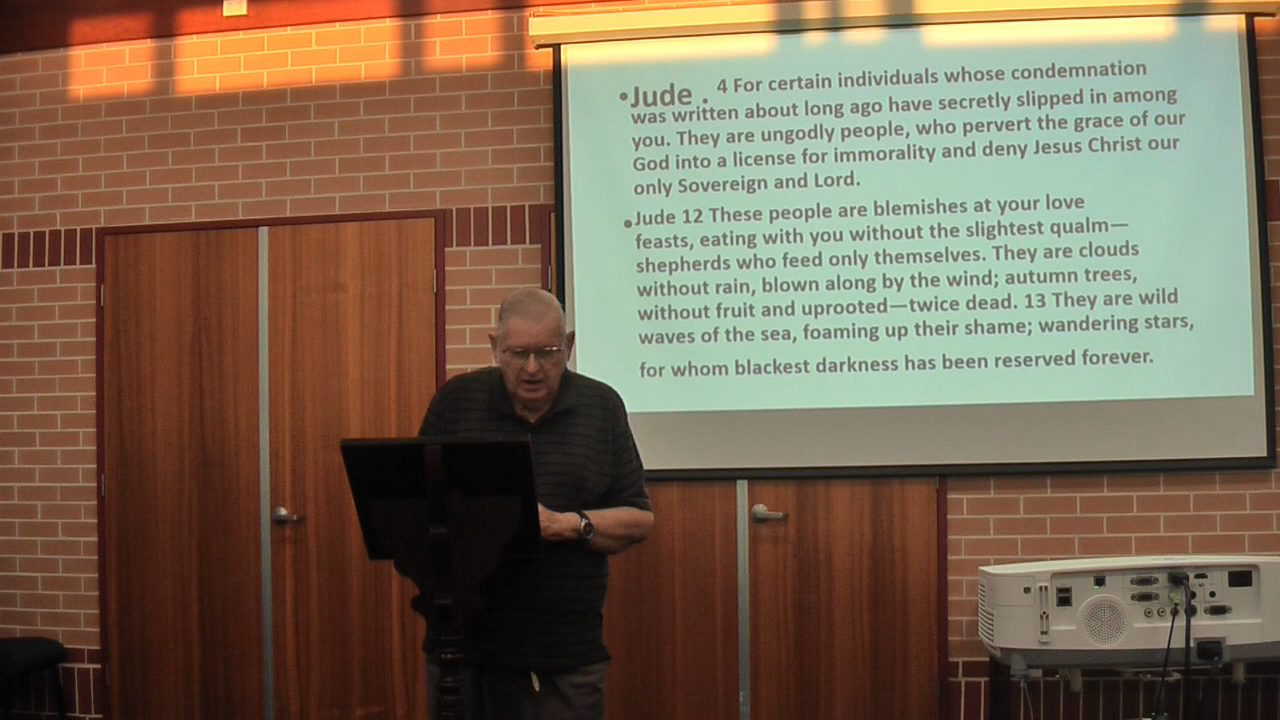 •Jude . 4 For certain individuals whose condemnation
was written about long ago have secretly slipped in among
you. They are ungodly people, who pervert the grace of our
God into a license for immorality and deny Jesus Christ our
only Sovereign and Lord.
•Jude 12 These people are blemishes at your love
feasts, eating with you without the slightest qualm—
shepherds who feed only themselves. They are clouds
without rain, blown along by the wind; autumn trees,
without fruit and uprooted—twice dead. 13 They are wild
waves of the sea, foaming up their shame; wandering stars,
for whom blackest darkness has been reserved forever.